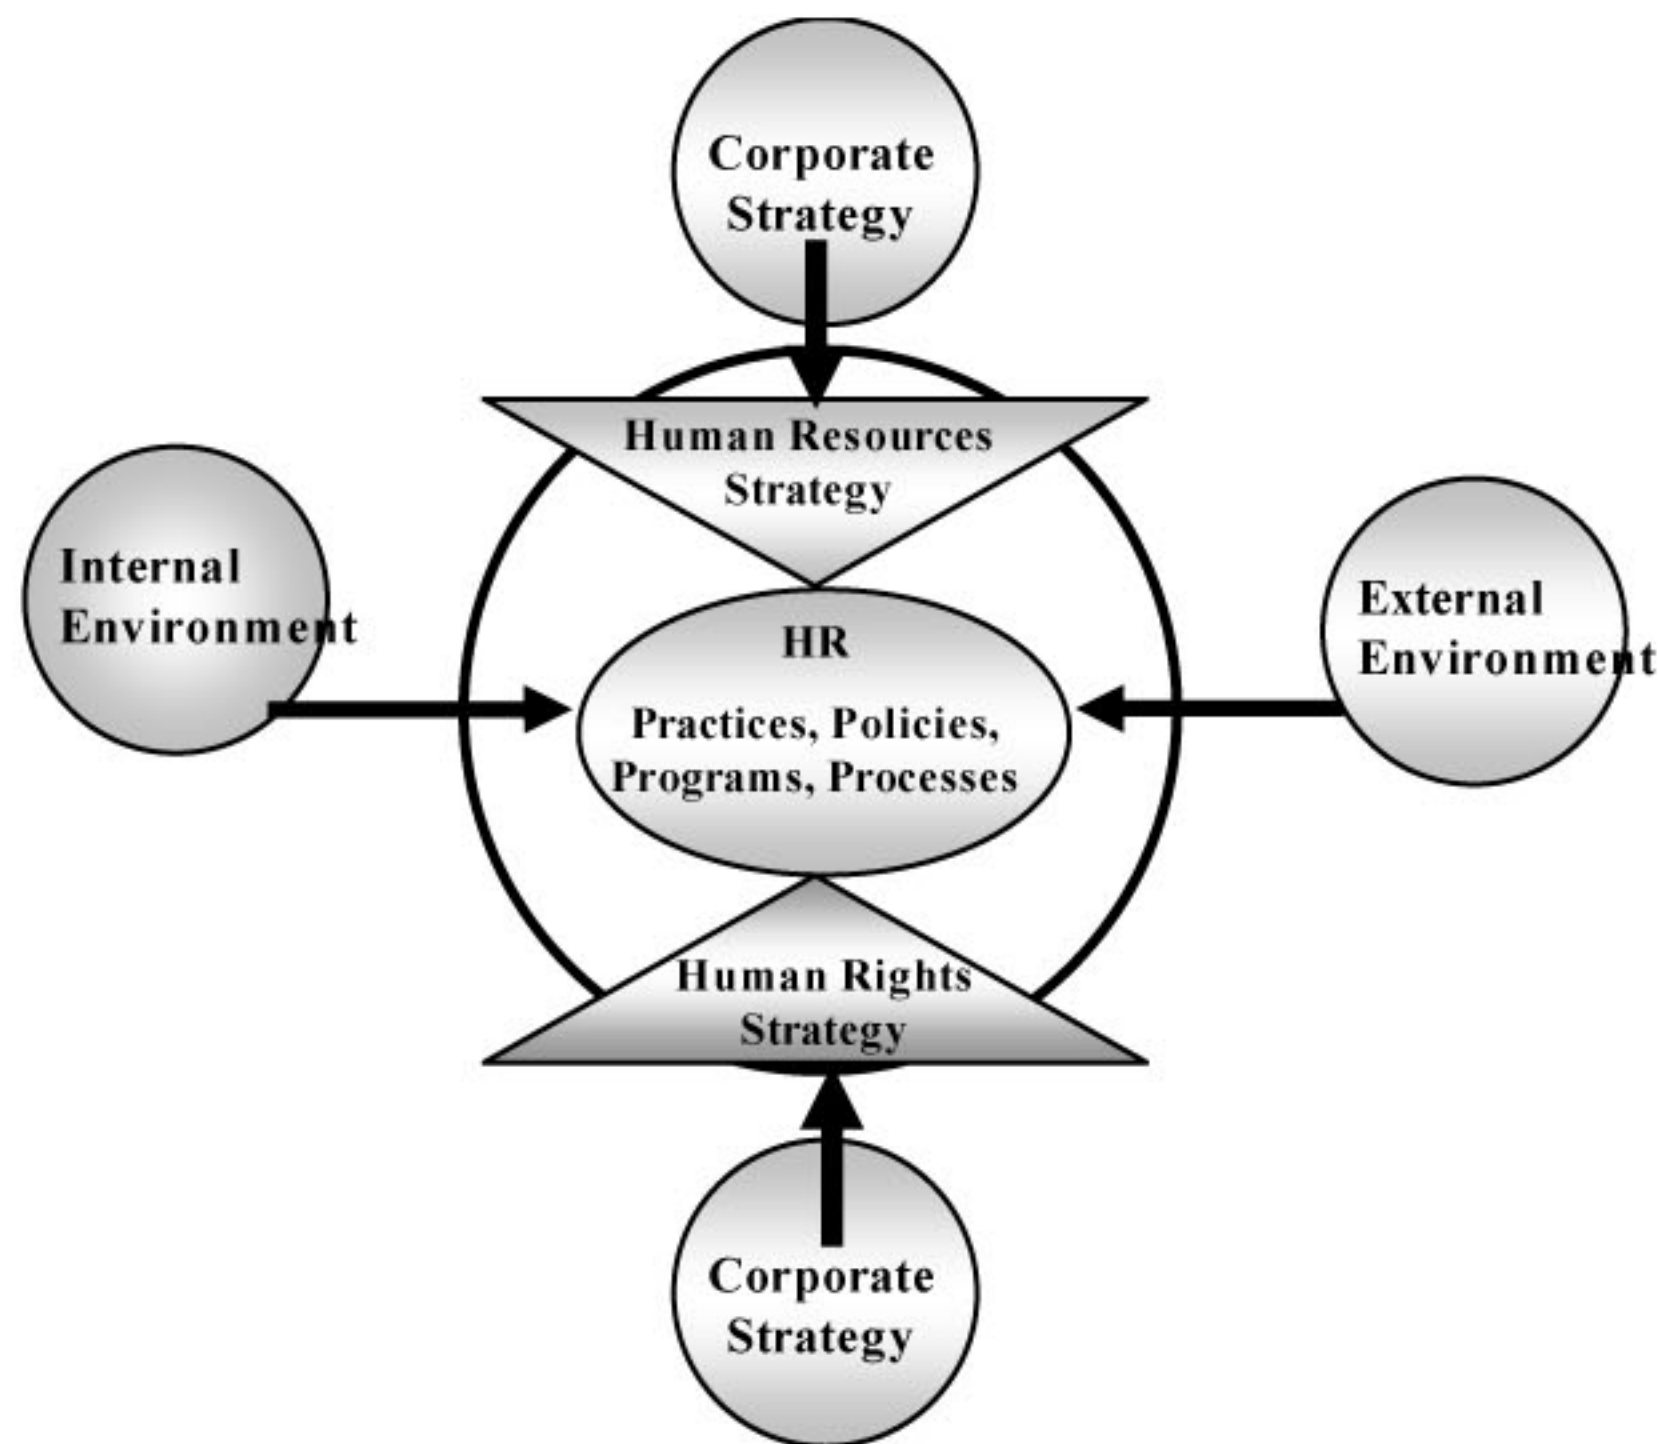 Corporate
Strategy
Human Resources
Strategy
Internal
Environment
External
Environment
HR
Practices, Policies,
Programs, Processes
Human Rights
Strategy
Corporate
Strategy